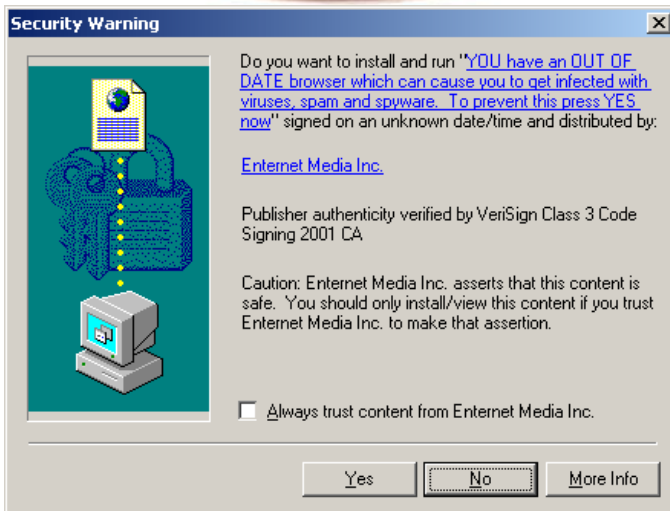 Security Warning
Do you want to install and run "YOU have an OUT OF
DATE browser which can cause you to get infected with
viruses, spam and spyware.  To prevent this press YES
now" signed on an unknown date/time and distributed by:
Enternet Media Inc.
Publisher authenticity verified by VeriSign Class 3 Code
Signing 2001 CA
Caution: Enternet Media Inc. asserts that this content is
safe.  You should only install/view this content if you trust
Enternet Media Inc. to make that assertion.
Always trust content from Enternet Media Inc.
Yes No More Info